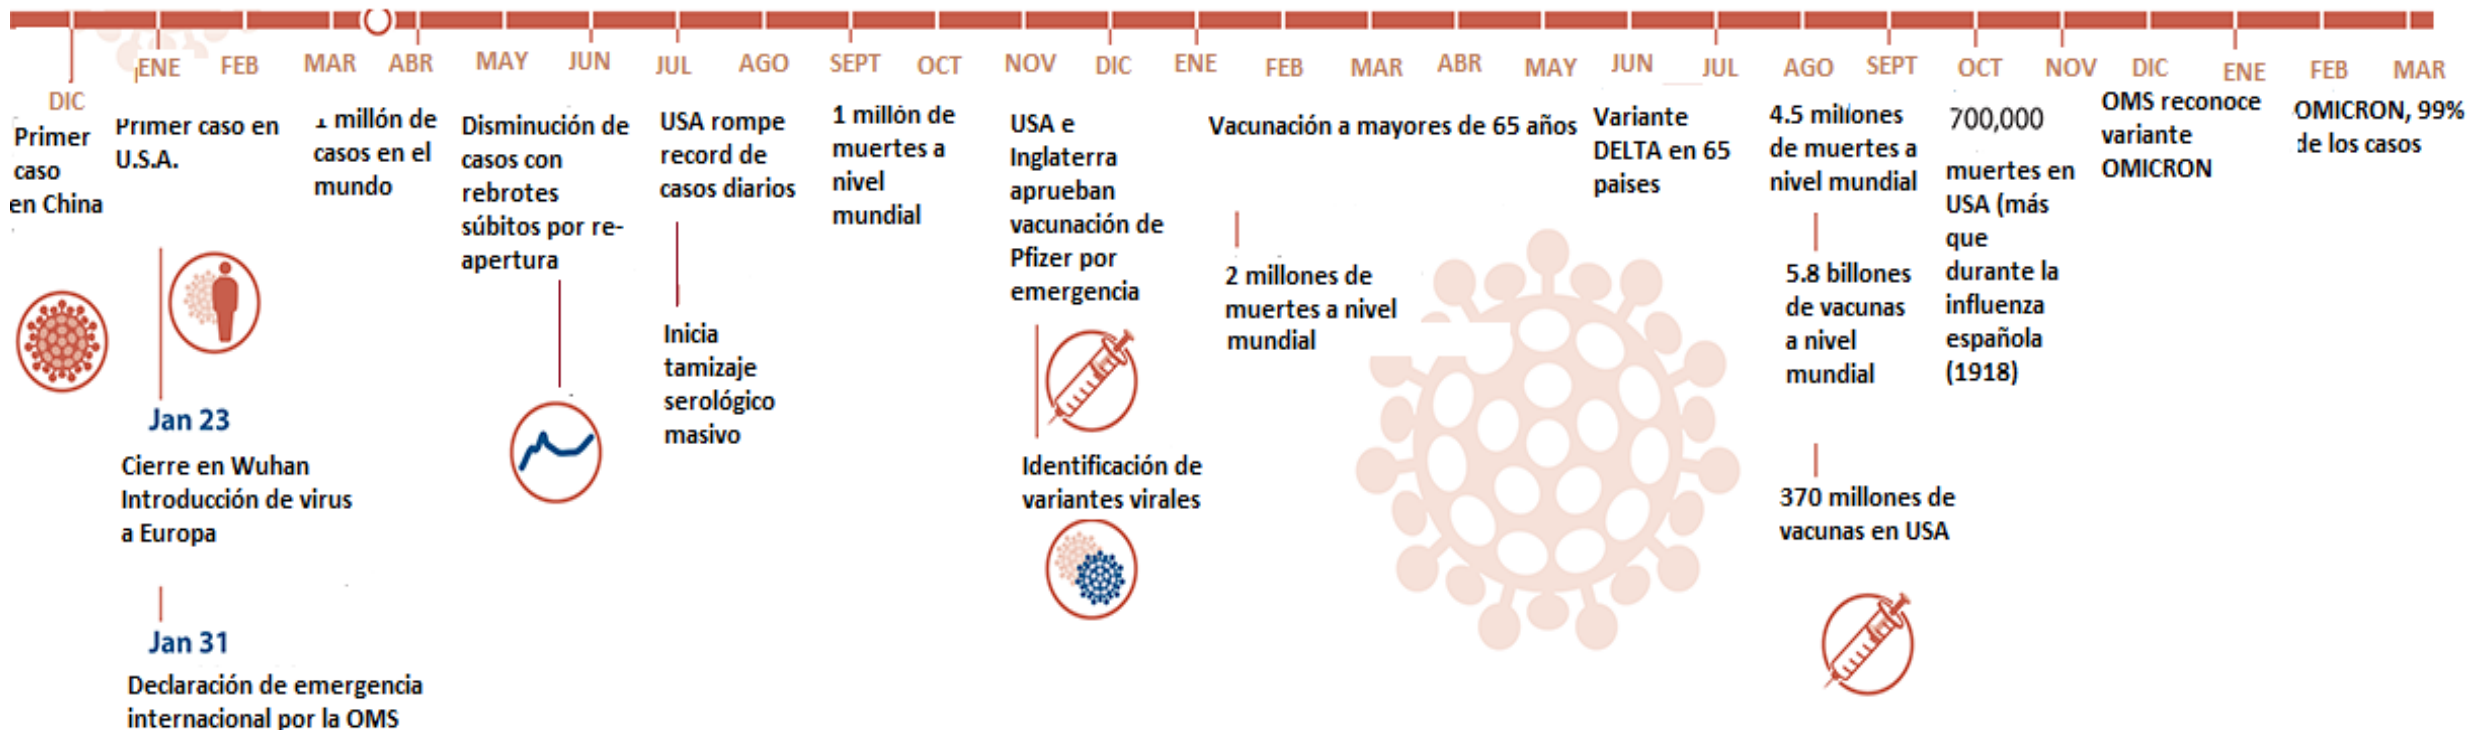 ENE FEB MAR ABR MAY JUN JUL AGO SEPT OCT NOV DIC ENE FEB MAR ABR MAY JUN JUL AGO SEPT OCT NOV DIC ENE FEB MAR
DIC
Primer
caso
en China
Primer caso en
U.S.A.
Jan 23
Cierre en Wuhan
Introducción de virus
a Europa
Jan 31
Declaración de emergencia
internacional por la OMS
1 millón de
casos en el
mundo
Disminución de
casos con
rebrotes
súbitos por re-
apertura
USA rompe
record de
casos diarios
Inicia
tamizaje
serológico
masivo
1 millón de
muertes a
nivel
mundial
USA e
Inglaterra
aprueban
vacunación de
Pfizer por
emergencia
Identificación de
variantes virales
Vacunación a mayores de 65 años
2 millones de
muertes a nivel
mundial
Variante
DELTA en 65
paises
4.5 millones
de muertes a
nivel mundial
5.8 billones
de vacunas
a nivel
mundial
370 millones de
vacunas en USA
700,000
muertes en
USA (más
que
durante la
influenza
española
(1918)
OMS reconoce
variante
OMICRON
OMICRON, 99%
de los casos